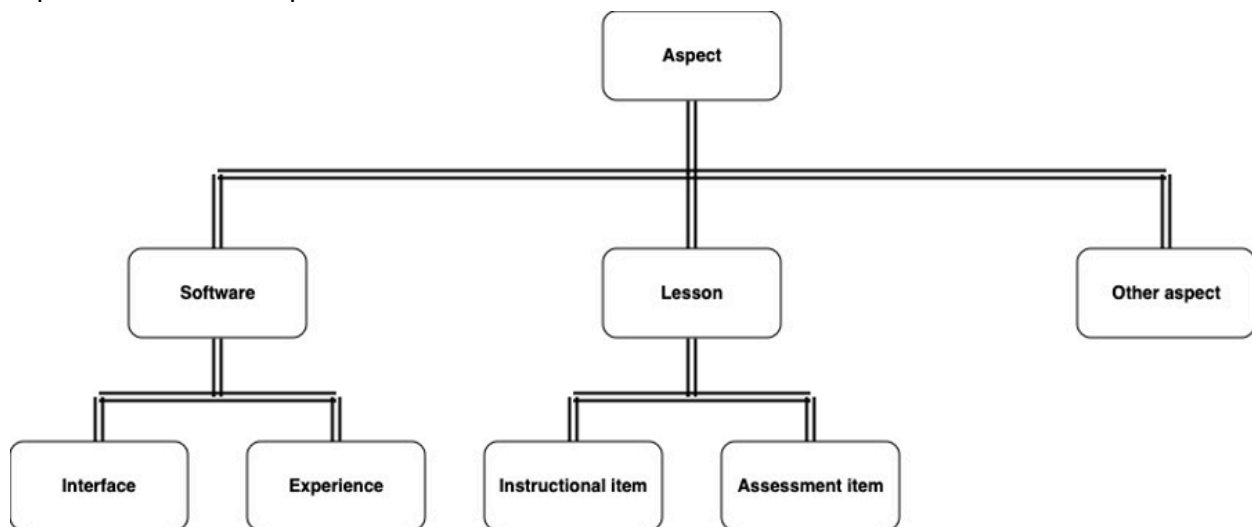 Aspect
Software
Lesson
Other aspect
Interface
Experience
Instructional item
Assessment item